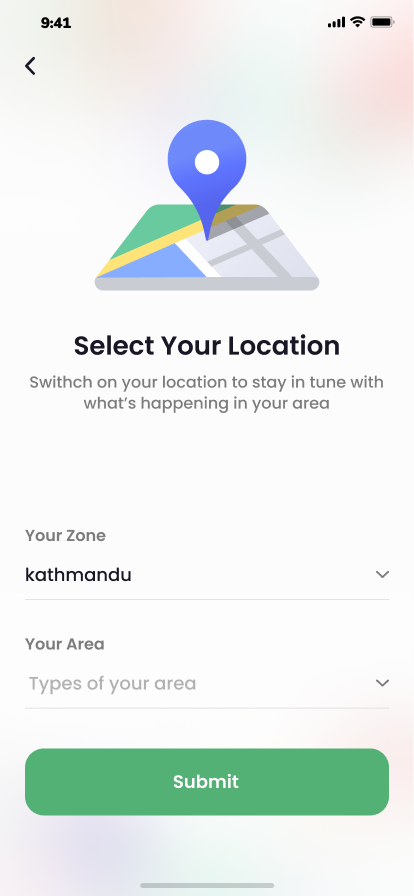 9:41
Select Your Location
Swithch on your location to stay in tune with
what’s happening in your area
Your Zone
kathmandu
Your Area
Types of your area
Submit